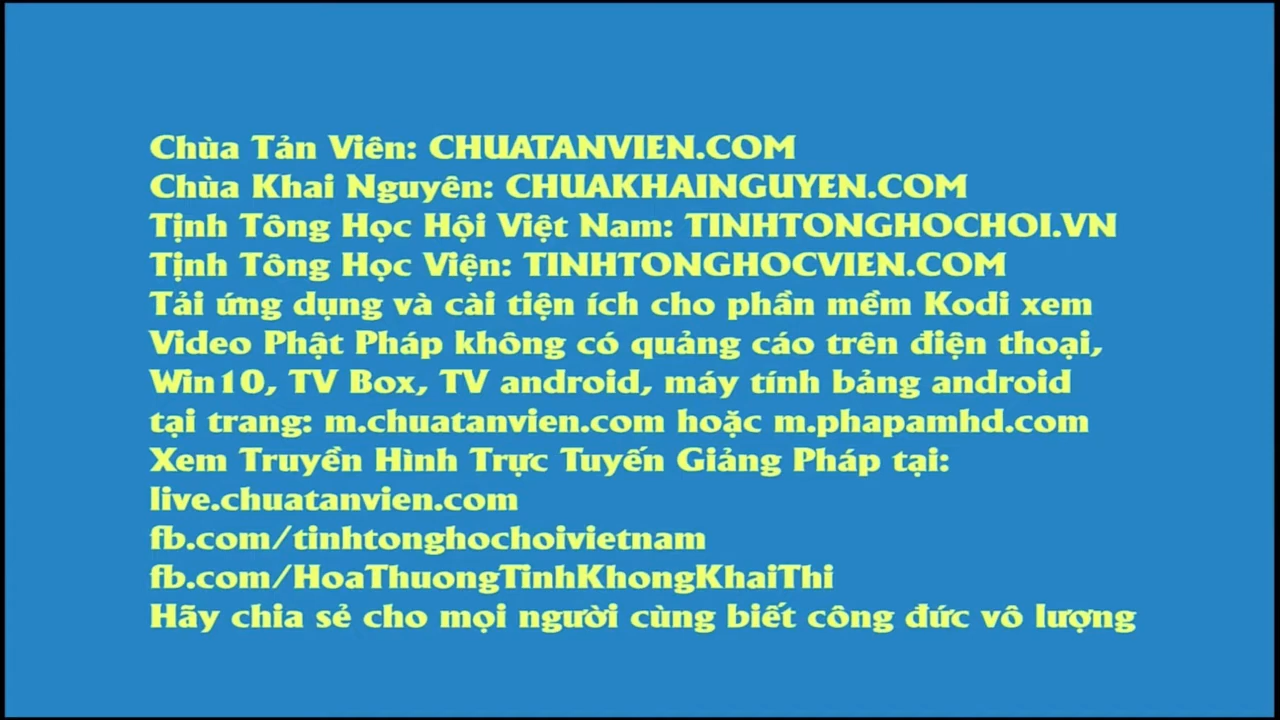 Chùa Tản Viên: CHUATANVIEN.COM
Chùa Khai Nguyên: CHUAKHAINGUYEN.COM
Tịnh Tông Học Hội Việt Nam: TINHTONGHOCHOI.VN
Tịnh Tông Học Viện: TINHTONGHOCVIEN.COM
Tải ứng dụng và cài tiện ích cho phần mềm Kodi xem
Video Phật Pháp không có quảng cáo trên điện thoại,
Win10, TV Box, TV android, máy tính bảng android
tại trang: m.chuatanvien.com hoặc m.phapamhd.com
Xem Truyền Hình Trực Tuyến Giảng Pháp tại:
live.chuatanvien.com
fb.com/tinhtonghochoivietnam
fb.com/HoaThuongTinhKhongKhaiThi
Hãy chia sẻ cho mọi người cùng biết công đức vô lượng